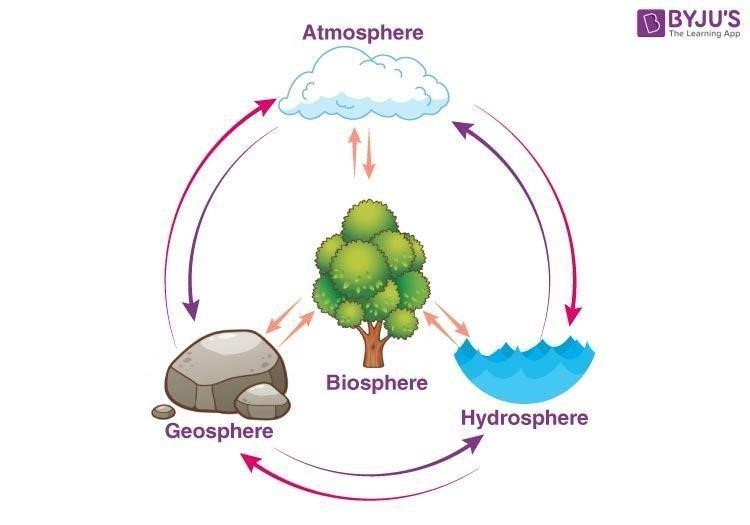 BYJU'S
The Learning App
Atmosphere
Biosphere
Hydrosphere
Geosphere